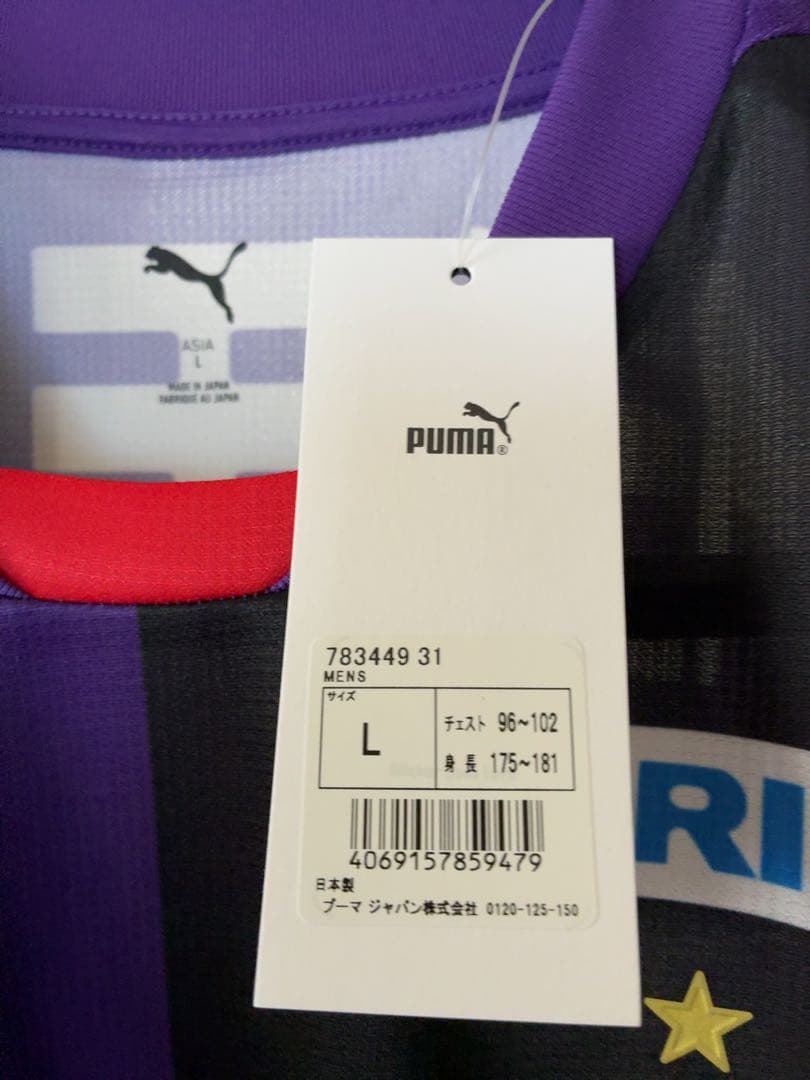 ASIA
L
MADE IN JAPAN
FABRIQUE AU JAPAN
PUMA®
783449 31
MENS
サイズ
L
チェスト 96~102
身長 175~181
4069157859479
日本製
プーマ ジャパン株式会社 0120-125-150
RI